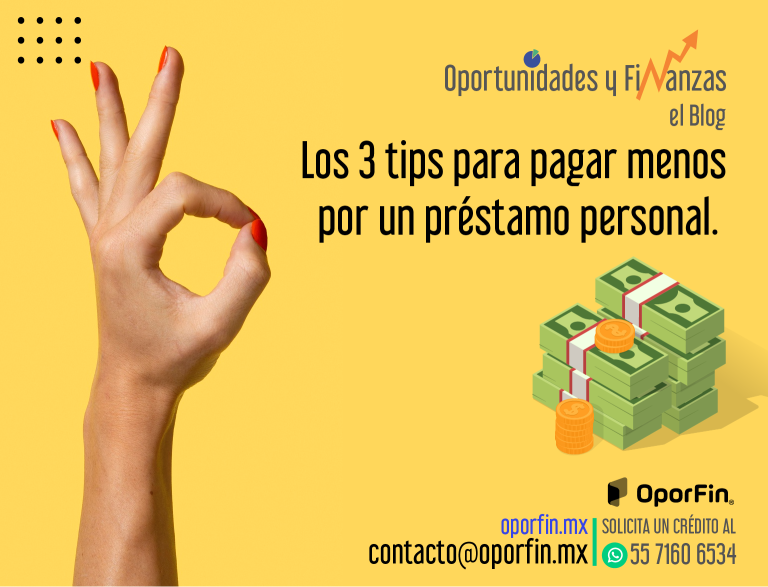 Oportunidades y Finanzas
el Blog
Los 3 tips para pagar menos
por un préstamo personal.
OporFin®
oporfin.mx
contacto@oporfin.mx
SOLICITA UN CRÉDITO AL
55 7160 6534